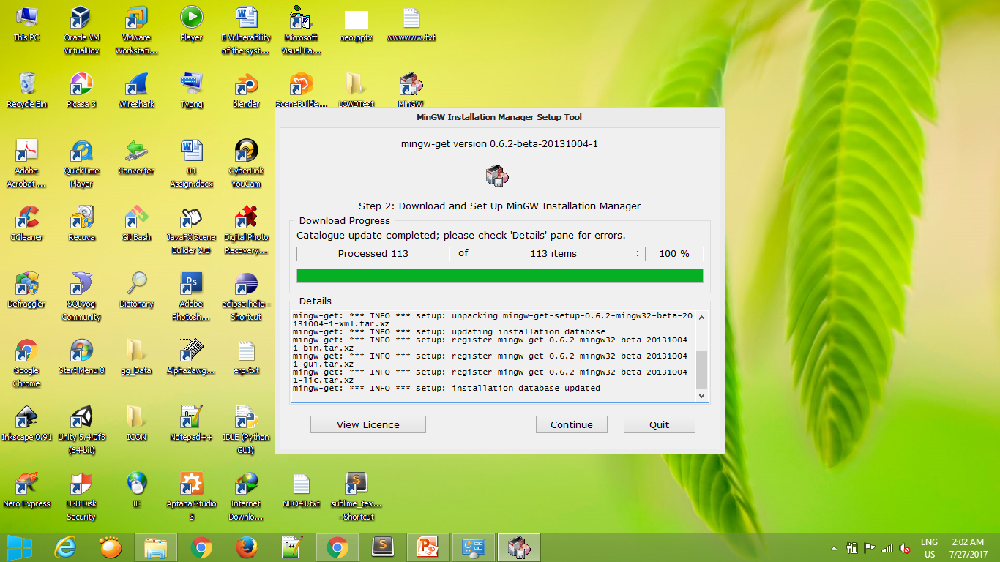 This PC
Oracle VM
VirtualBox
VMware
Workstati....
Player
B Vulnerability
of the syst....
Microsoft
Visual Ba....
neo.pptx
wwwwww.txt
Recycle Bin
Picasa 3
Wireshark
Typng
blender
SceneBuilde....
LOADTest
MinGW
Adobe
Acrobat ....
QuickTime
Player
Converter
01
Assign.docx
CyberLink
YouCam
CCleaner
Recuva
Git Bash
JavaFX Scene
Builder 2.0
Digital Photo
Recovery....
Defraggler
SQLyog
Community
Dictonary
Adobe
Photosh....
eclipse-helio -
Shortcut
Google
Chrome
Start Menu 8
gg_Data
AlphaZawg....
erp.txt
Inkscape 0.91
Unity 5.4.0f3
(64-bit)
ICON
Notepad++
IDLE (Python
GUI)
Nero Express
USB Disk
Security
IE
Aptana Studio
3
Internet
Downlo....
NEO4J.txt
sublime_tex....
- Shortcut
MinGW Installation Manager Setup Tool
mingw-get version 0.6.2-beta-20131004-1
Step 2: Download and Set Up MinGW Installation Manager
Download Progress
Catalogue update completed; please check 'Details' pane for errors.
Processed 113 of 113 items : 100 %
Details
mingw-get: *** INFO *** setup: unpacking mingw-get-setup-0.6.2-mingw32-beta-20
131004-1-xml.tar.xz
mingw-get: *** INFO *** setup: updating installation database
mingw-get: *** INFO *** setup: register mingw-get-0.6.2-mingw32-beta-20131004-
1-bin.tar.xz
mingw-get: *** INFO *** setup: register mingw-get-0.6.2-mingw32-beta-20131004-
1-gui.tar.xz
mingw-get: *** INFO *** setup: register mingw-get-0.6.2-mingw32-beta-20131004-
1-lic.tar.xz
mingw-get: *** INFO *** setup: installation database updated
View Licence
Continue
Quit
ENG
US
2:02 AM
7/27/2017